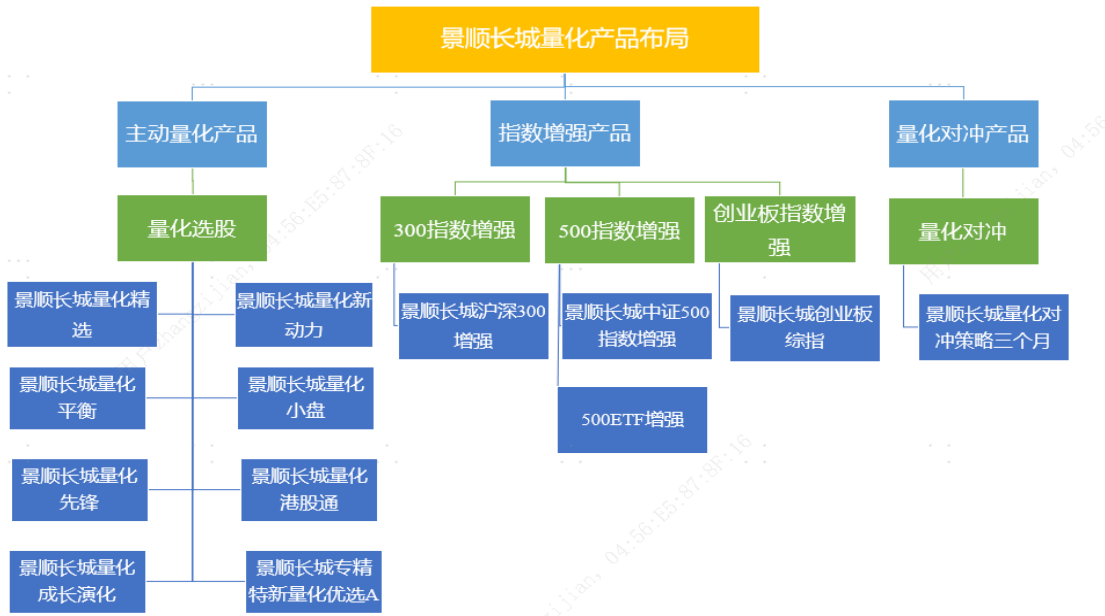 景顺长城量化产品布局
主动量化产品
指数增强产品
量化对冲产品
量化选股
300指数增强
500指数增强
创业板指数增
强
量化对冲
景顺长城量化精
选
景顺长城量化新
动力
景顺长城沪深300
增强
景顺长城中证500
指数增强
景顺长城创业板
综指
景顺长城量化对
冲策略三个月
景顺长城量化
平衡
景顺长城量化
小盘
500ETF增强
景顺长城量化
先锋
景顺长城量化
港股通
景顺长城量化
成长演化
景顺长城专精
特新量化优选A